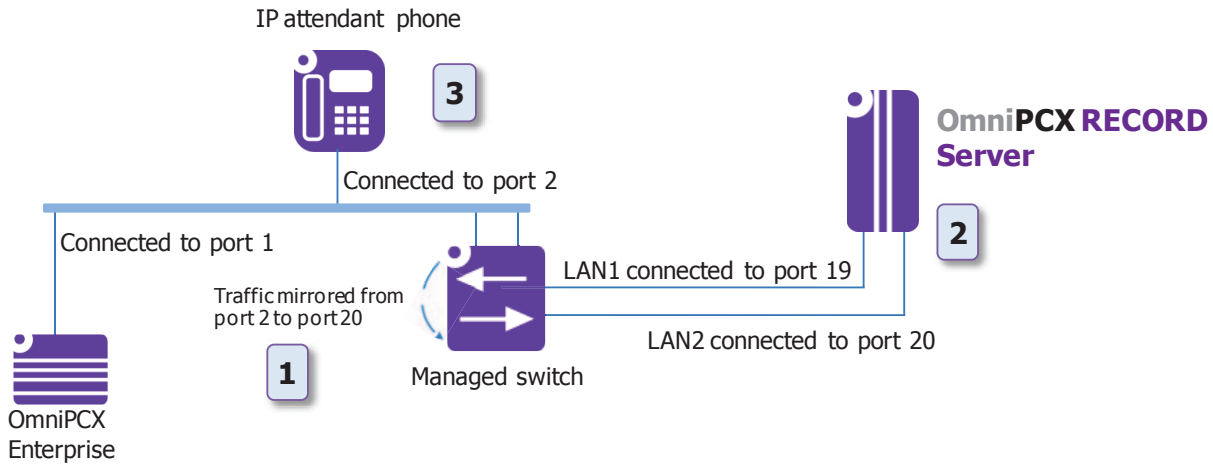 IP attendant phone
3
OmniPCX RECORD
Server
Connected to port 2
Connected to port 1
2
LAN1 connected to port 19
Traffic mirrored from
port 2 to port 20
LAN2 connected to port 20
1
Managed switch
OmniPCX
Enterprise